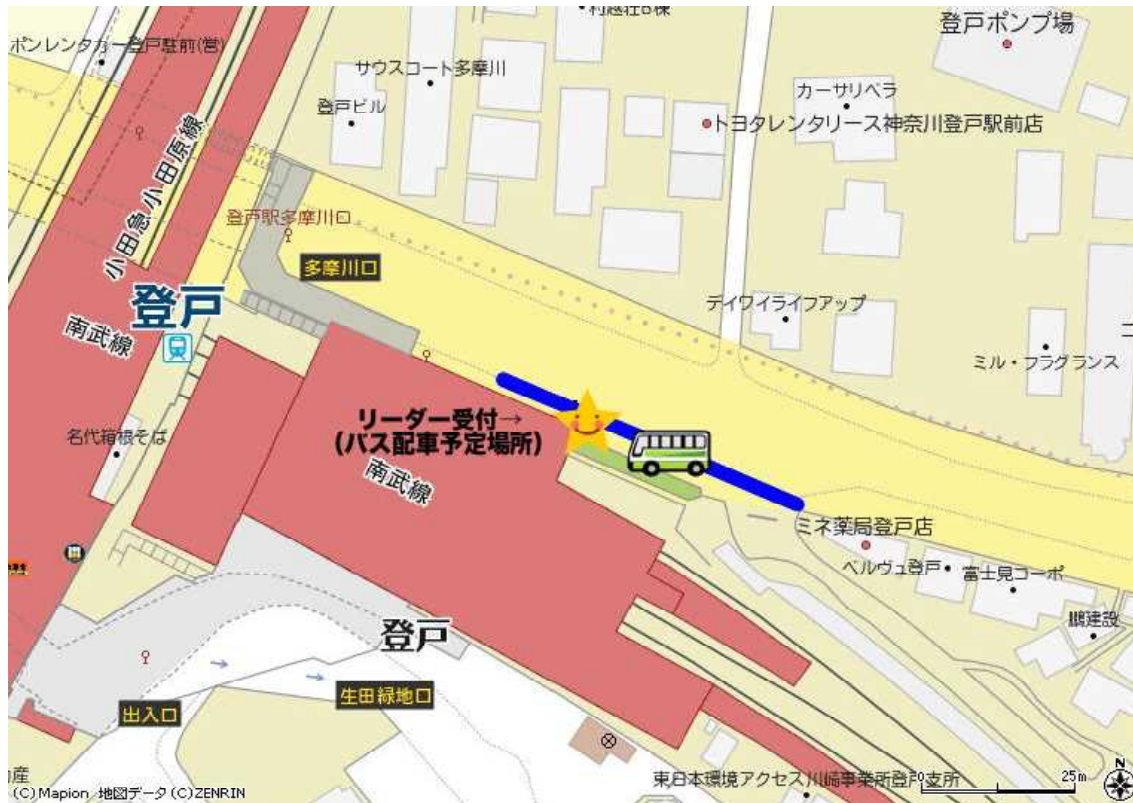 登戸ポンプ場
ポンレンタカー登戸駐前(営)
サウスコート多摩川
登戸ビル
カーサリベラ
トヨタレンタリース神奈川登戸駅前店
小田急小田原線
登戸駅多摩川口
多摩川口
登戸
南武線
デイワイライフアップ
ミル・フラグランス
リーダー受付→
(バス配車予定場所)
名代箱根そば
南武線
ミネ薬局登戸店
ベルヴュ登戸
富士見コーポ
登戸
生田緑地口
出入口
東日本環境アクセス川崎事業所登戸支所
0
25m
N
(C)Mapion 地図データ(C)ZENRIN